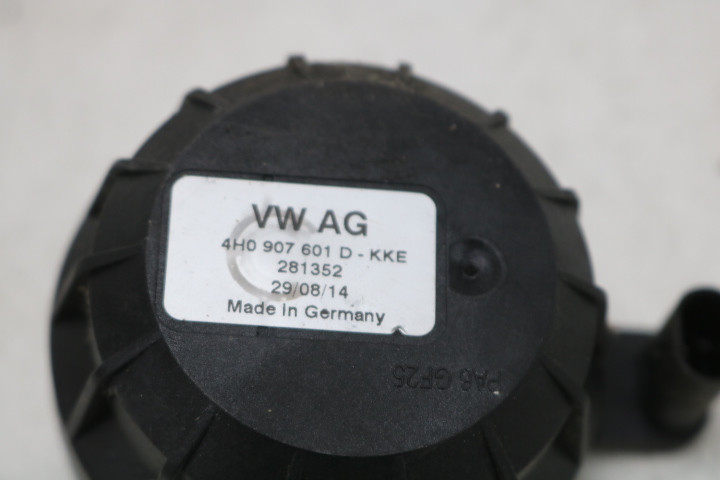 VW AG
4H0 907 601 D - KKE
281352
29/08/14
Made in Germany
PA6 GF25